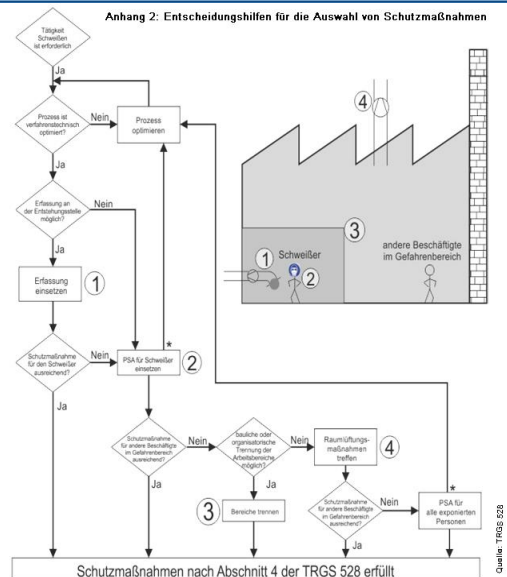 Anhang 2: Entscheidungshilfen für die Auswahl von Schutzmaßnahmen
Tätigkeit
Schweißen
ist erforderlich
Ja
Prozess ist
verfahrenstechnisch
optimiert?
Nein
Prozess
optimieren
Ja
Erfassung an
der Entstehungsstelle
möglich?
Nein
Ja
Erfassung
einsetzen
1
Schutzmaßnahme
für den Schweißer
ausreichend?
Nein
PSA für Schweißer
einsetzen
*
2
Ja
4
3
1
Schweißer
2
andere Beschäftigte
im Gefahrenbereich
Schutzmaßnahme
für andere Beschäftigte
im Gefahrenbereich
ausreichend?
Nein
Ja
bauliche oder
organisatorische
Trennung der
Arbeitsbereiche
möglich?
Nein
Ja
3
Bereiche trennen
Raumlüftungs-
maßnahmen
treffen
4
Schutzmaßnahme
für andere Beschäftigte
im Gefahrenbereich
ausreichend?
Nein
Ja
*
PSA für
alle exponierten
Personen
Schutzmaßnahmen nach Abschnitt 4 der TRGS 528 erfüllt
Quelle: TRGS 528